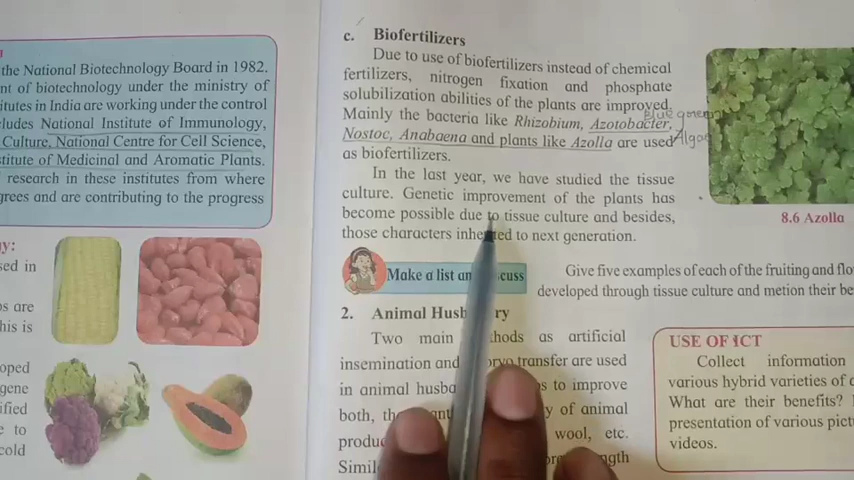 the National Biotechnology Board in 1982.
nt of biotechnology under the ministry of
itutes in India are working under the control
cludes National Institute of Immunology,
Culture, National Centre for Cell Science,
stitute of Medicinal and Aromatic Plants.
research in these institutes from where
grees and are contributing to the progress
gy:
sed in
os are
his is
oped
gene
ified
e to
cold
c. Biofertilizers
Due to use of biofertilizers instead of chemical
fertilizers, nitrogen fixation and phosphate
solubilization abilities of the plants are improved.
Mainly the bacteria like Rhizobium, Azotobacter,
Nostoc, Anabaena and plants like Azolla are used
as biofertilizers.
In the last year, we have studied the tissue
culture. Genetic improvement of the plants has
become possible due to tissue culture and besides,
those characters inherited to next generation.
Make a list an cuss
Give five examples of each of the fruiting and flo
developed through tissue culture and metion their be
2. Animal Hus ry
Two main thods as artificial
insemination and ryo transfer are used
in animal husba s to improve
both, th ant y of animal
produ wool, etc.
Simil ngth
8.6 Azolla
USE OF ICT
Collect information
various hybrid varieties of c
What are their benefits?
presentation of various pict
videos.